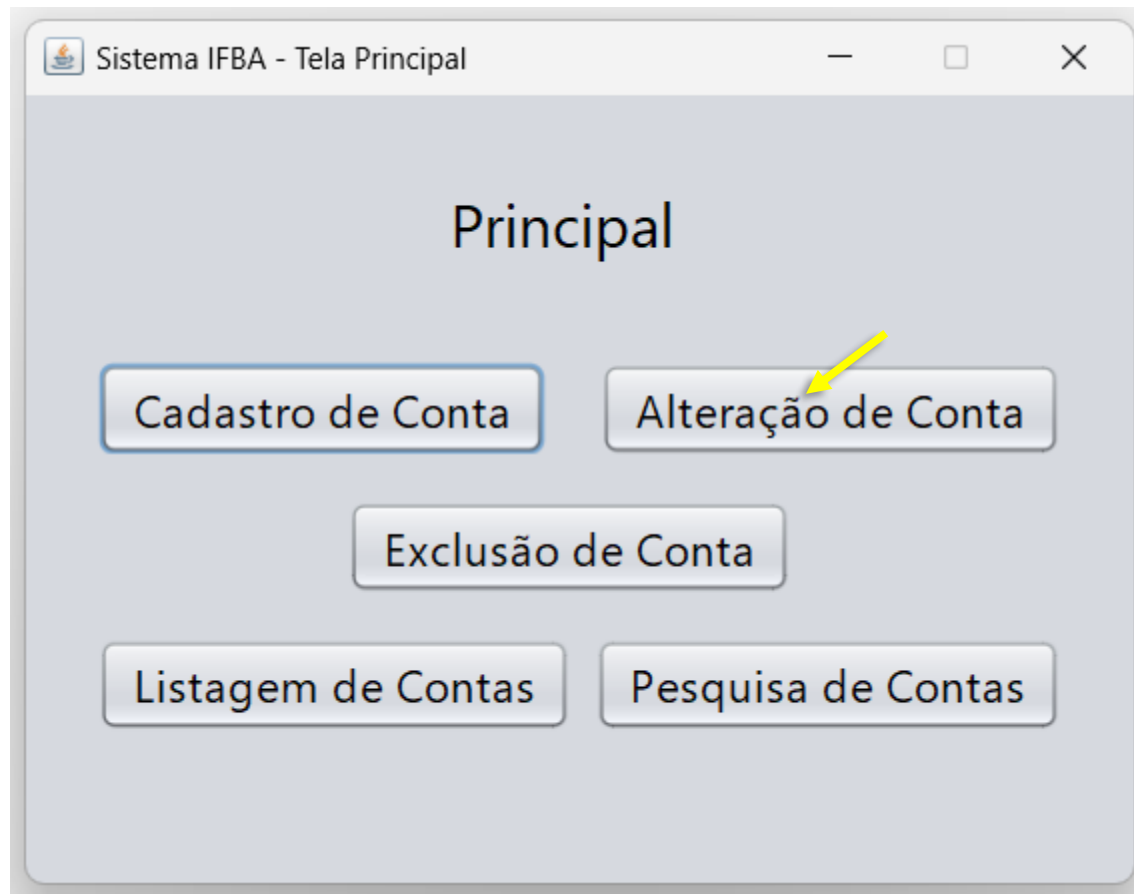 Sistema IFBA - Tela Principal
Principal
Cadastro de Conta
Alteração de Conta
Exclusão de Conta
Listagem de Contas
Pesquisa de Contas